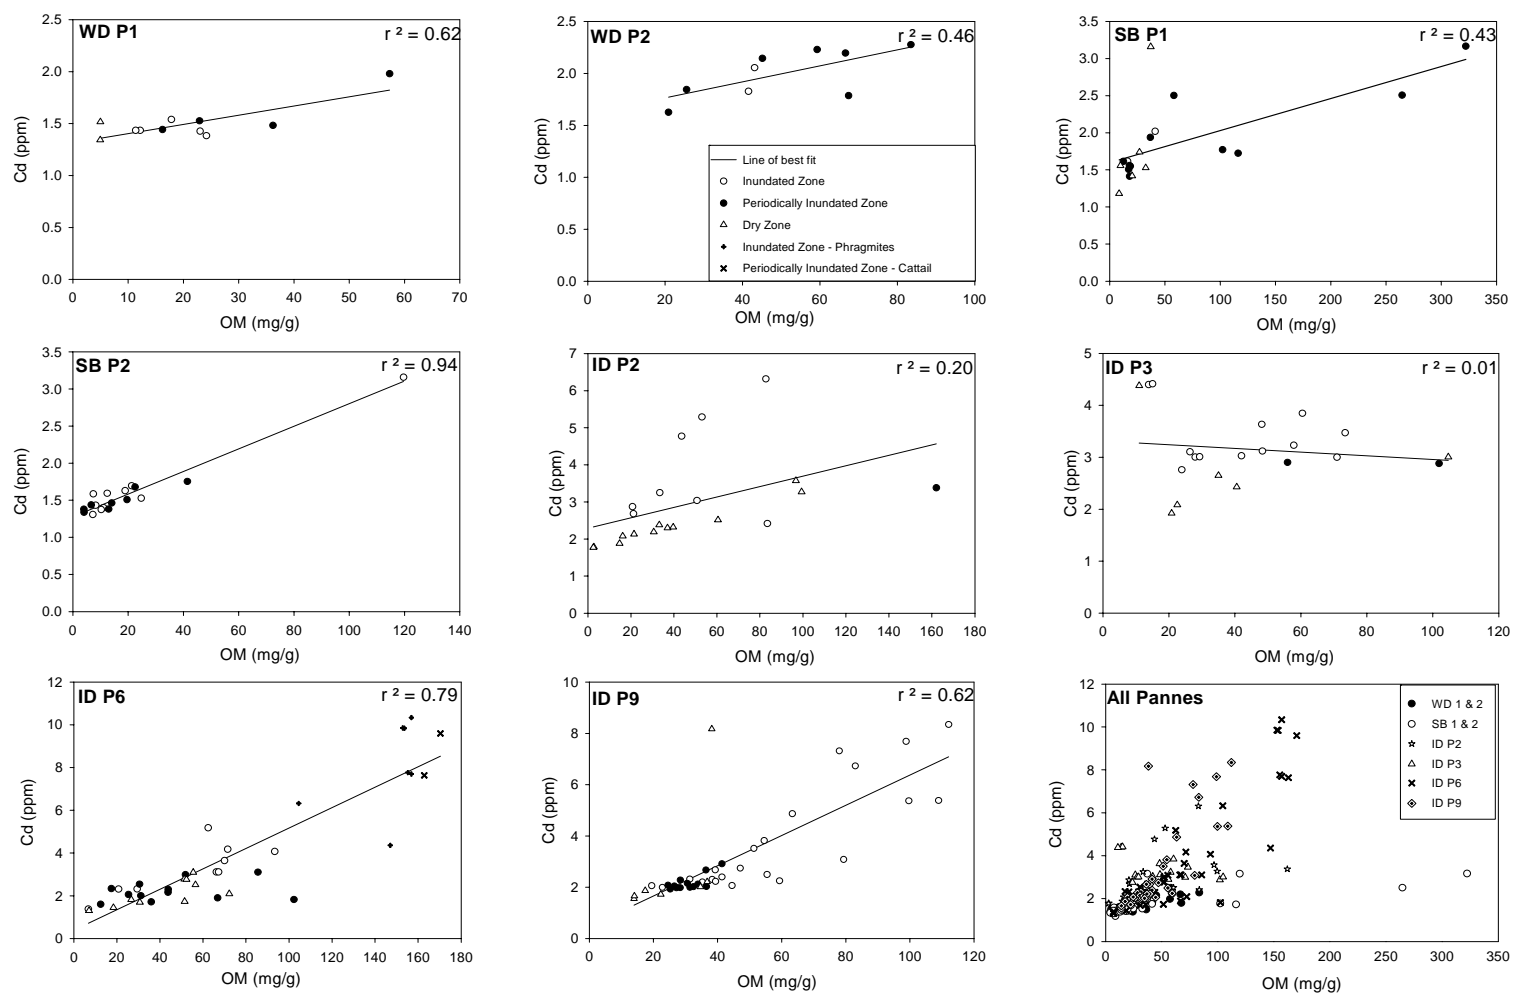 WD P1
r ² = 0.62
2.5
2.0
1.5
1.0
0.5
0.0
Cd (ppm)
0 10 20 30 40 50 60 70
OM (mg/g)
WD P2
r ² = 0.46
2.5
2.0
1.5
1.0
0.5
0.0
Cd (ppm)
Line of best fit
Inundated Zone
Periodically Inundated Zone
Dry Zone
Inundated Zone - Phragmites
Periodically Inundated Zone - Cattail
0 20 40 60 80 100
OM (mg/g)
SB P1
r ² = 0.43
3.5
3.0
2.5
2.0
1.5
1.0
0.5
0.0
Cd (ppm)
0 50 100 150 200 250 300 350
OM (mg/g)
SB P2
r ² = 0.94
3.5
3.0
2.5
2.0
1.5
1.0
0.5
0.0
Cd (ppm)
0 20 40 60 80 100 120 140
OM (mg/g)
ID P2
r ² = 0.20
7
6
5
4
3
2
1
0
Cd (ppm)
0 20 40 60 80 100 120 140 160 180
OM (mg/g)
ID P3
r ² = 0.01
5
4
3
2
1
0
Cd (ppm)
0 20 40 60 80 100 120
OM (mg/g)
ID P6
r ² = 0.79
12
10
8
6
4
2
0
Cd (ppm)
0 20 40 60 80 100 120 140 160 180
OM (mg/g)
ID P9
r ² = 0.62
10
8
6
4
2
0
Cd (ppm)
0 20 40 60 80 100 120
OM (mg/g)
All Pannes
12
10
8
6
4
2
0
Cd (ppm)
WD 1 & 2
SB 1 & 2
ID P2
ID P3
ID P6
ID P9
0 50 100 150 200 250 300 350
OM (mg/g)